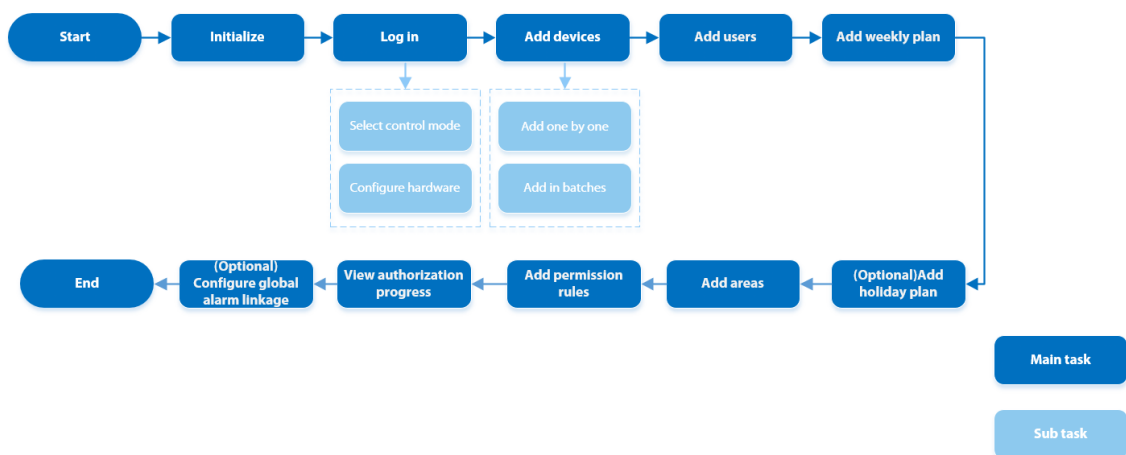 Start
Initialize
Log in
Add devices
Add users
Add weekly plan
Select control mode
Configure hardware
Add one by one
Add in batches
End
(Optional)
Configure global
alarm linkage
View authorization
progress
Add permission
rules
Add areas
(Optional)Add
holiday plan
Main task
Sub task